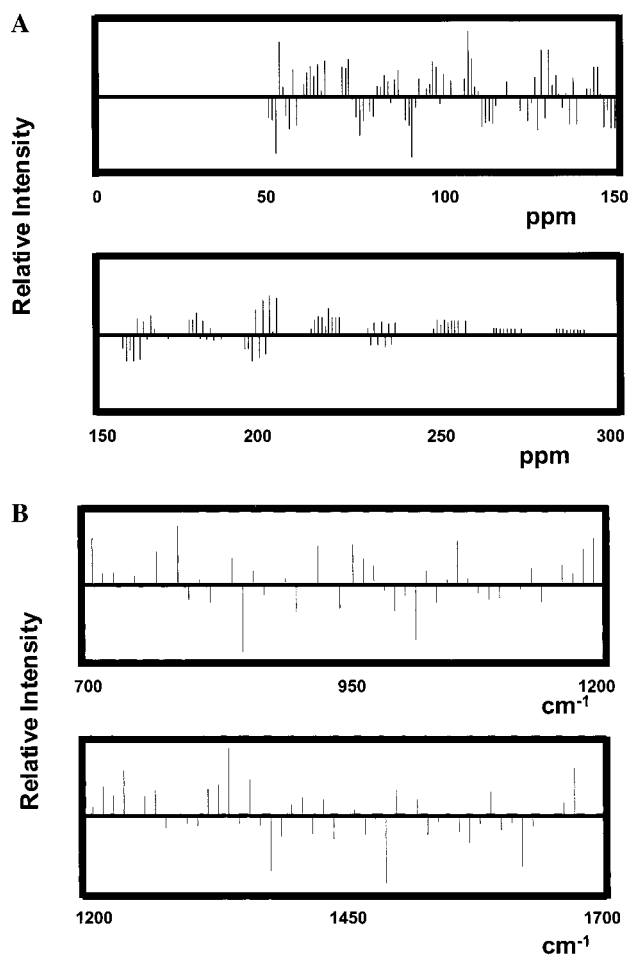 A
Relative Intensity
0 50 100 150
ppm
150 200 250 300
ppm
B
Relative Intensity
700 950 1200
cm-1
1200 1450 1700
cm-1